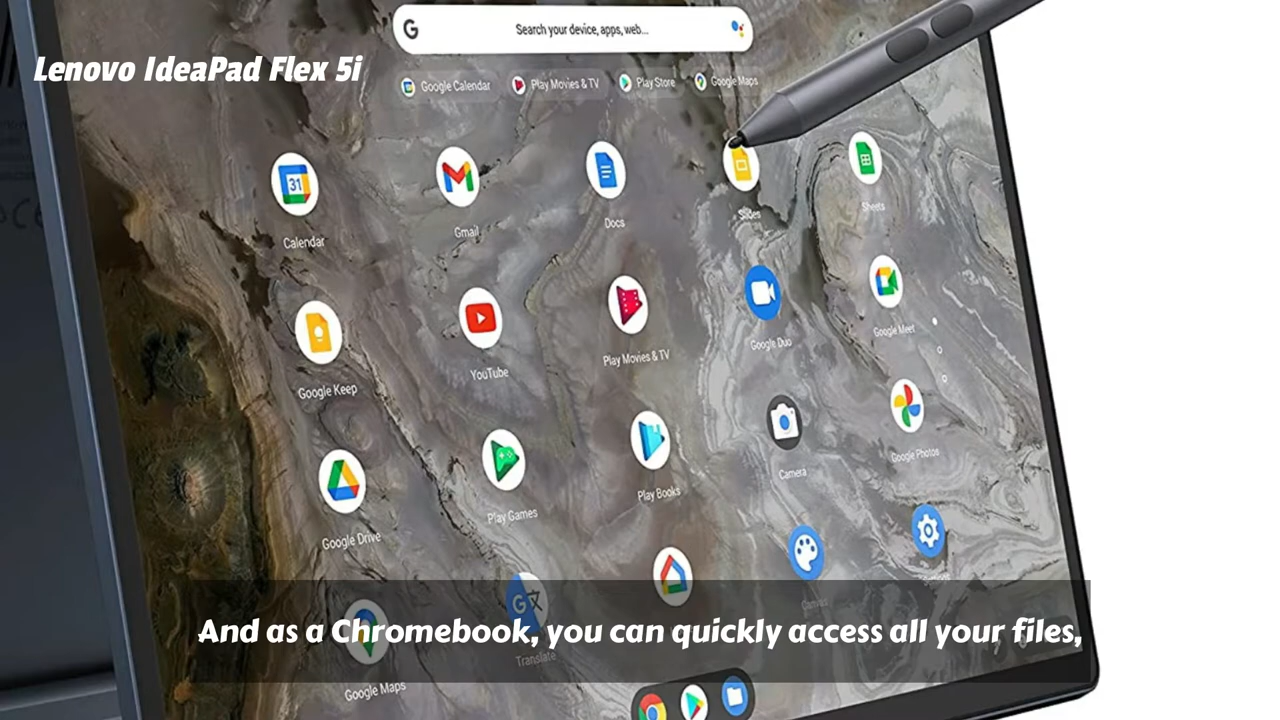 Search your device, apps, web...
Lenovo IdeaPad Flex 5i
Google Calendar
Play Movies & TV
Play Store
Google Maps
31
Calendar
Gmail
Docs
Slides
Sheets
Google Keep
YouTube
Play Movies & TV
Google Duo
Google Meet
Google Drive
Play Games
Play Books
Camera
Google Photos
And as a Chromebook, you can quickly access all your files,
Translate
Google Maps